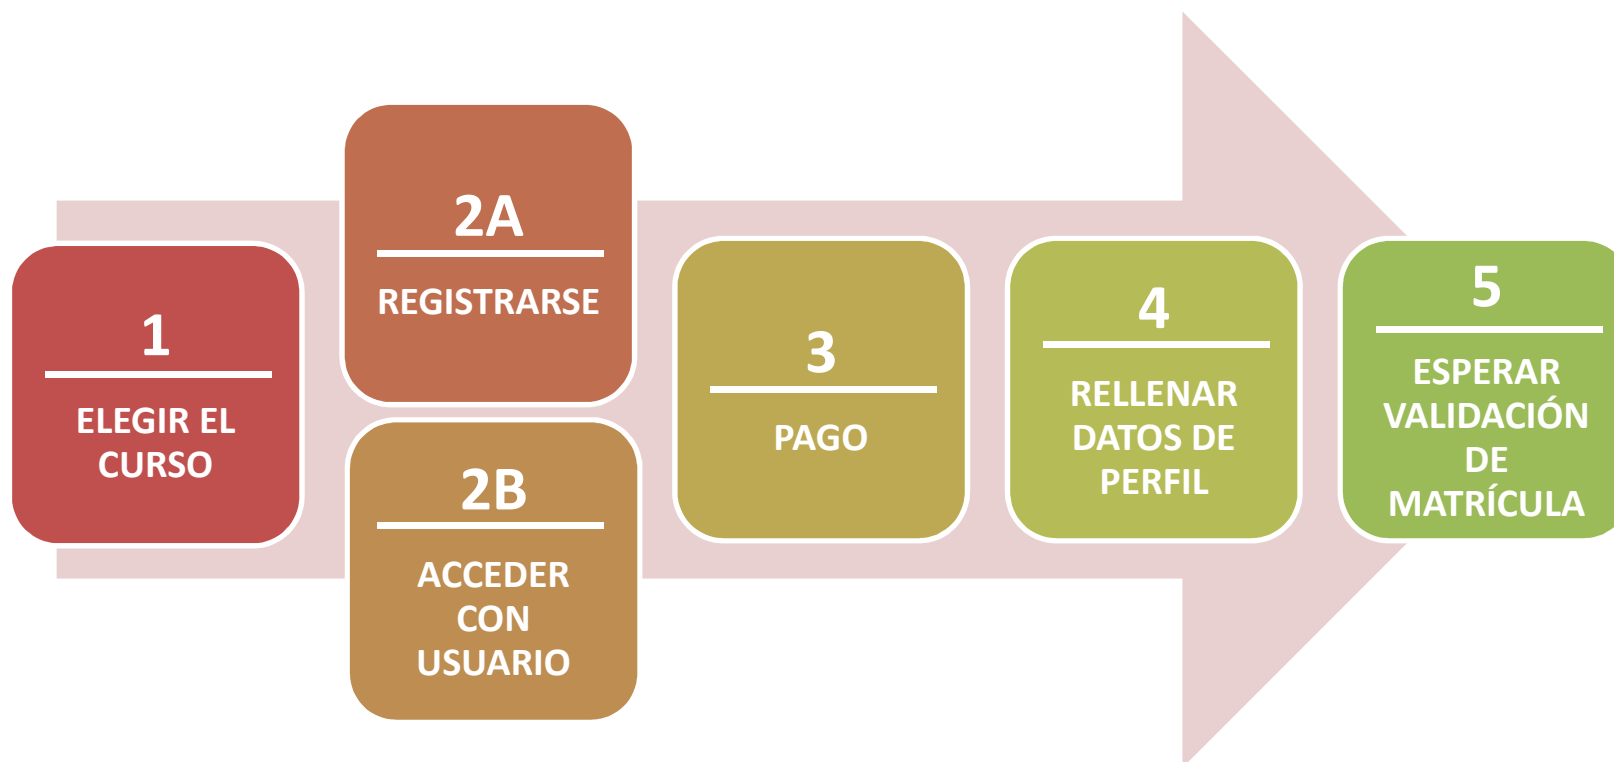 1
ELEGIR EL
CURSO
2A
REGISTRARSE
2B
ACCEDER
CON
USUARIO
3
PAGO
4
RELLENAR
DATOS DE
PERFIL
5
ESPERAR
VALIDACIÓN
DE
MATRÍCULA